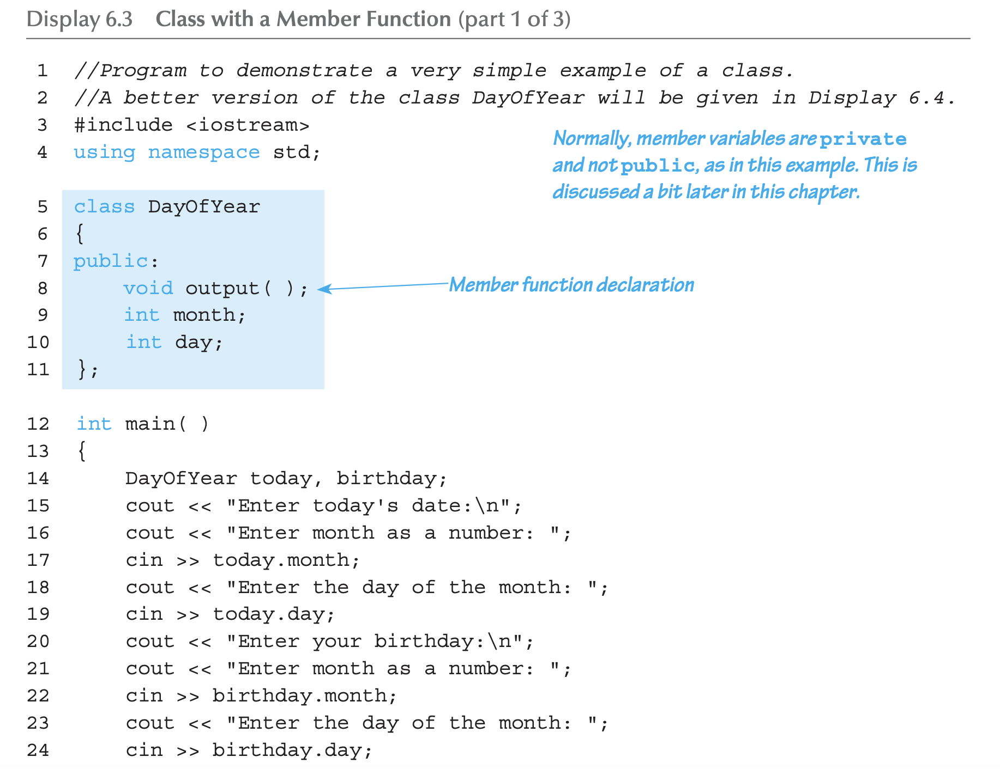 Display 6.3 Class with a Member Function (part 1 of 3)
1 //Program to demonstrate a very simple example of a class.
2 //A better version of the class DayOfYear will be given in Display 6.4.
3 #include <iostream>
4 using namespace std;
Normally, member variables are private
and not public, as in this example. This is
discussed a bit later in this chapter.
5 class DayOfYear
6 {
7 public:
8     void output( );
Member function declaration
9     int month;
10     int day;
11 };
12 int main( )
13 {
14     DayOfYear today, birthday;
15     cout << "Enter today's date:\n";
16     cout << "Enter month as a number: ";
17     cin >> today.month;
18     cout << "Enter the day of the month: ";
19     cin >> today.day;
20     cout << "Enter your birthday:\n";
21     cout << "Enter month as a number: ";
22     cin >> birthday.month;
23     cout << "Enter the day of the month: ";
24     cin >> birthday.day;